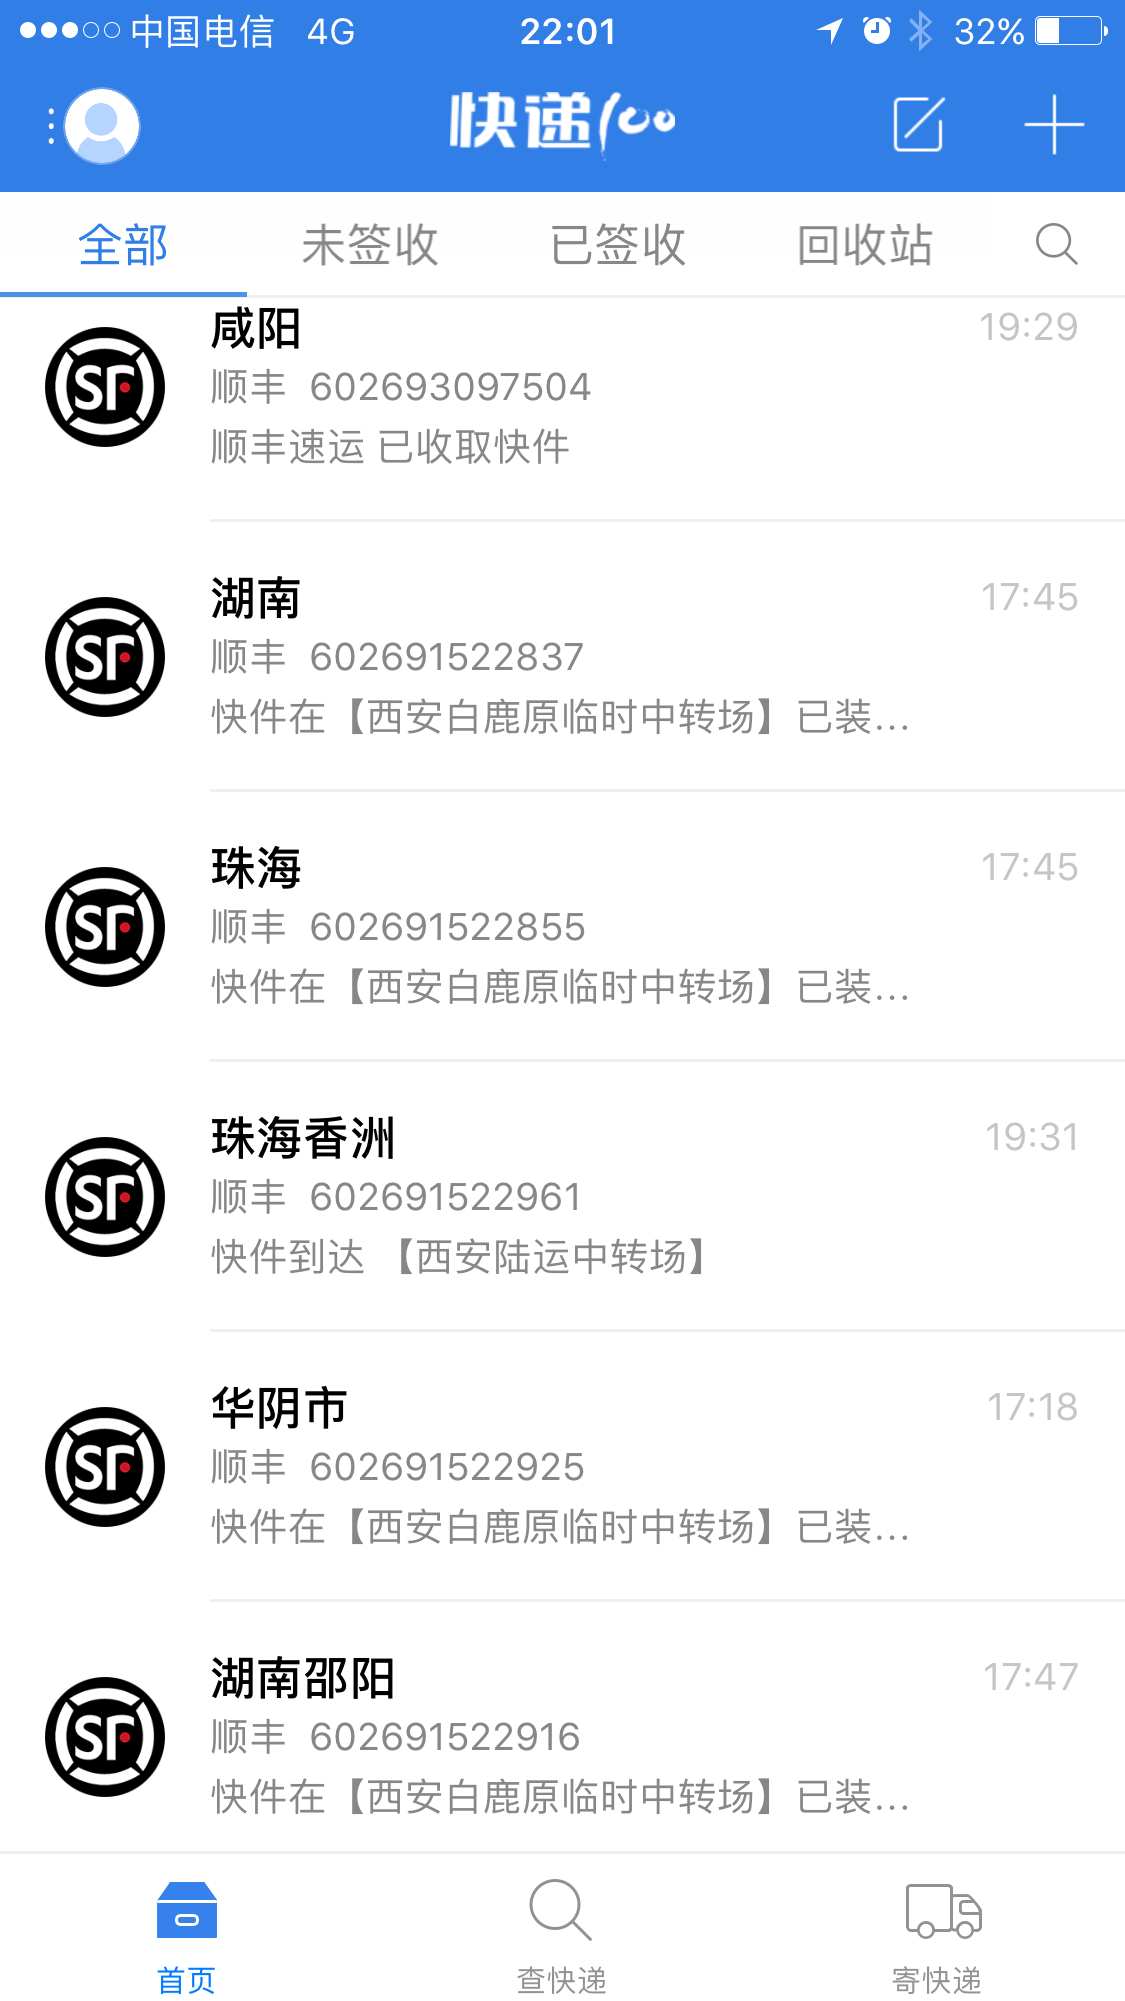 中国电信 4G 22:01 32%
快递100
全部 未签收 已签收 回收站
咸阳 19:29
SF 顺丰 602693097504
顺丰速运 已收取快件
湖南 17:45
SF 顺丰 602691522837
快件在【西安白鹿原临时中转场】已装...
珠海 17:45
SF 顺丰 602691522855
快件在【西安白鹿原临时中转场】已装...
珠海香洲 19:31
SF 顺丰 602691522961
快件到达 【西安陆运中转场】
华阴市 17:18
SF 顺丰 602691522925
快件在【西安白鹿原临时中转场】已装...
湖南邵阳 17:47
SF 顺丰 602691522916
快件在【西安白鹿原临时中转场】已装...
首页 查快递 寄快递